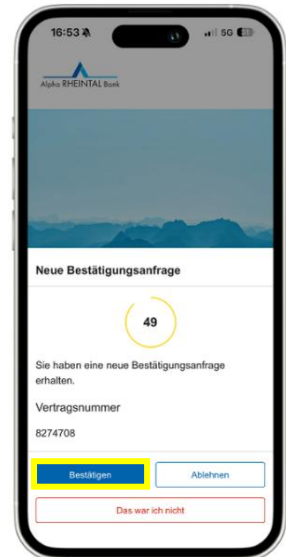 16:53
5G
Alpha RHEINTAL Bank
Neue Bestätigungsanfrage
49
Sie haben eine neue Bestätigungsanfrage
erhalten.
Vertragsnummer
8274708
Bestätigen
Ablehnen
Das war ich nicht